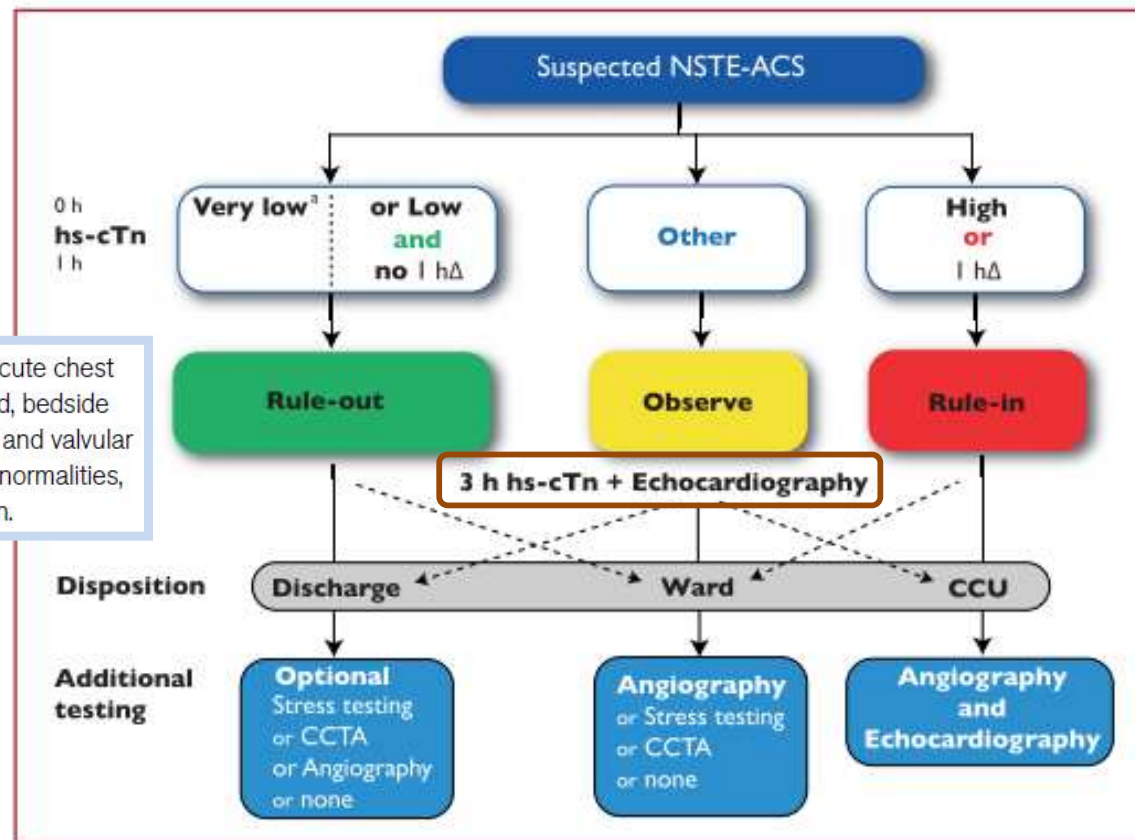 Suspected NSTE-ACS
0 h
hs-cTn
1 h
Very lowᵃ
or Low
and
no 1 hΔ
Other
High
or
1 hΔ
cute chest
d, bedside
and valvular
normalities,
n.
Rule-out
Observe
Rule-in
3 h hs-cTn + Echocardiography
Disposition
Discharge
Ward
CCU
Additional
testing
Optional
Stress testing
or CCTA
or Angiography
or none
Angiography
or Stress testing
or CCTA
or none
Angiography
and
Echocardiography